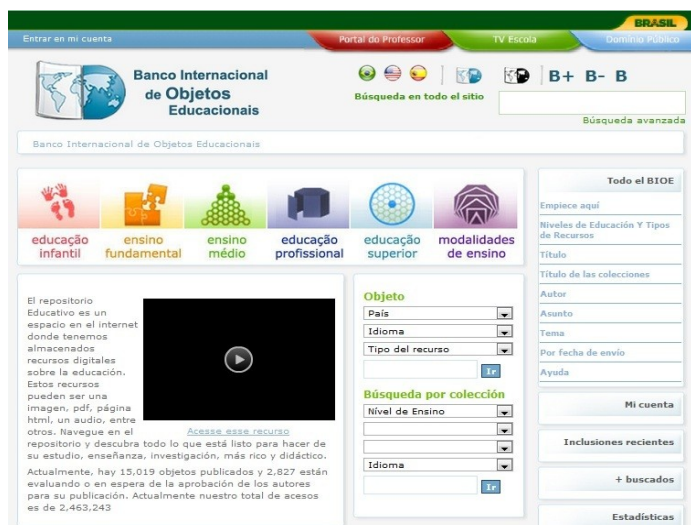 BRASIL
Entrar en mi cuenta
Portal do Professor
TV Escola
Domínio Público
Banco Internacional
de Objetos
Educacionais
B+ B- B
Búsqueda en todo el sitio
Búsqueda avanzada
Banco Internacional de Objetos Educacionais
educação
infantil
ensino
fundamental
ensino
médio
educação
profissional
educação
superior
modalidades
de ensino
El repositorio
Educativo es un
espacio en el internet
donde tenemos
almacenados
recursos digitales
sobre la educación.
Estos recursos
pueden ser una
imagen, pdf, página
html, un audio, entre
otros. Navegue en el
repositorio y descubra todo lo que está listo para hacer de
su estudio, enseñanza, investigación, más rico y didáctico.
Actualmente, hay 15,019 objetos publicados y 2,827 están
evaluando o en espera de la aprobación de los autores
para su publicación. Actualmente nuestro total de acesos
es de 2,463,243
Acesse esse recurso
Objeto
País
Idioma
Tipo del recurso
Ir
Búsqueda por colección
Nível de Ensino
Idioma
Ir
Todo el BIOE
Empiece aquí
Niveles de Educación Y Tipos
de Recursos
Título
Título de las colecciones
Autor
Asunto
Tema
Por fecha de envío
Ayuda
Mi cuenta
Inclusiones recientes
+ buscados
Estadísticas